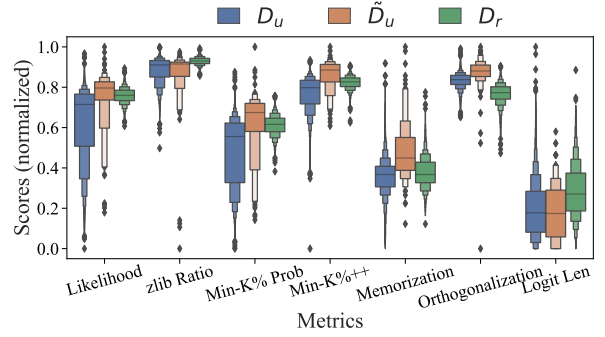 D_u D̃_u D_r
1.0
0.8
0.6
0.4
0.2
0.0
Scores (normalized)
Likelihood zlib Ratio Min-K% Prob Min-K%++ Memorization Orthogonalization Logit Len
Metrics